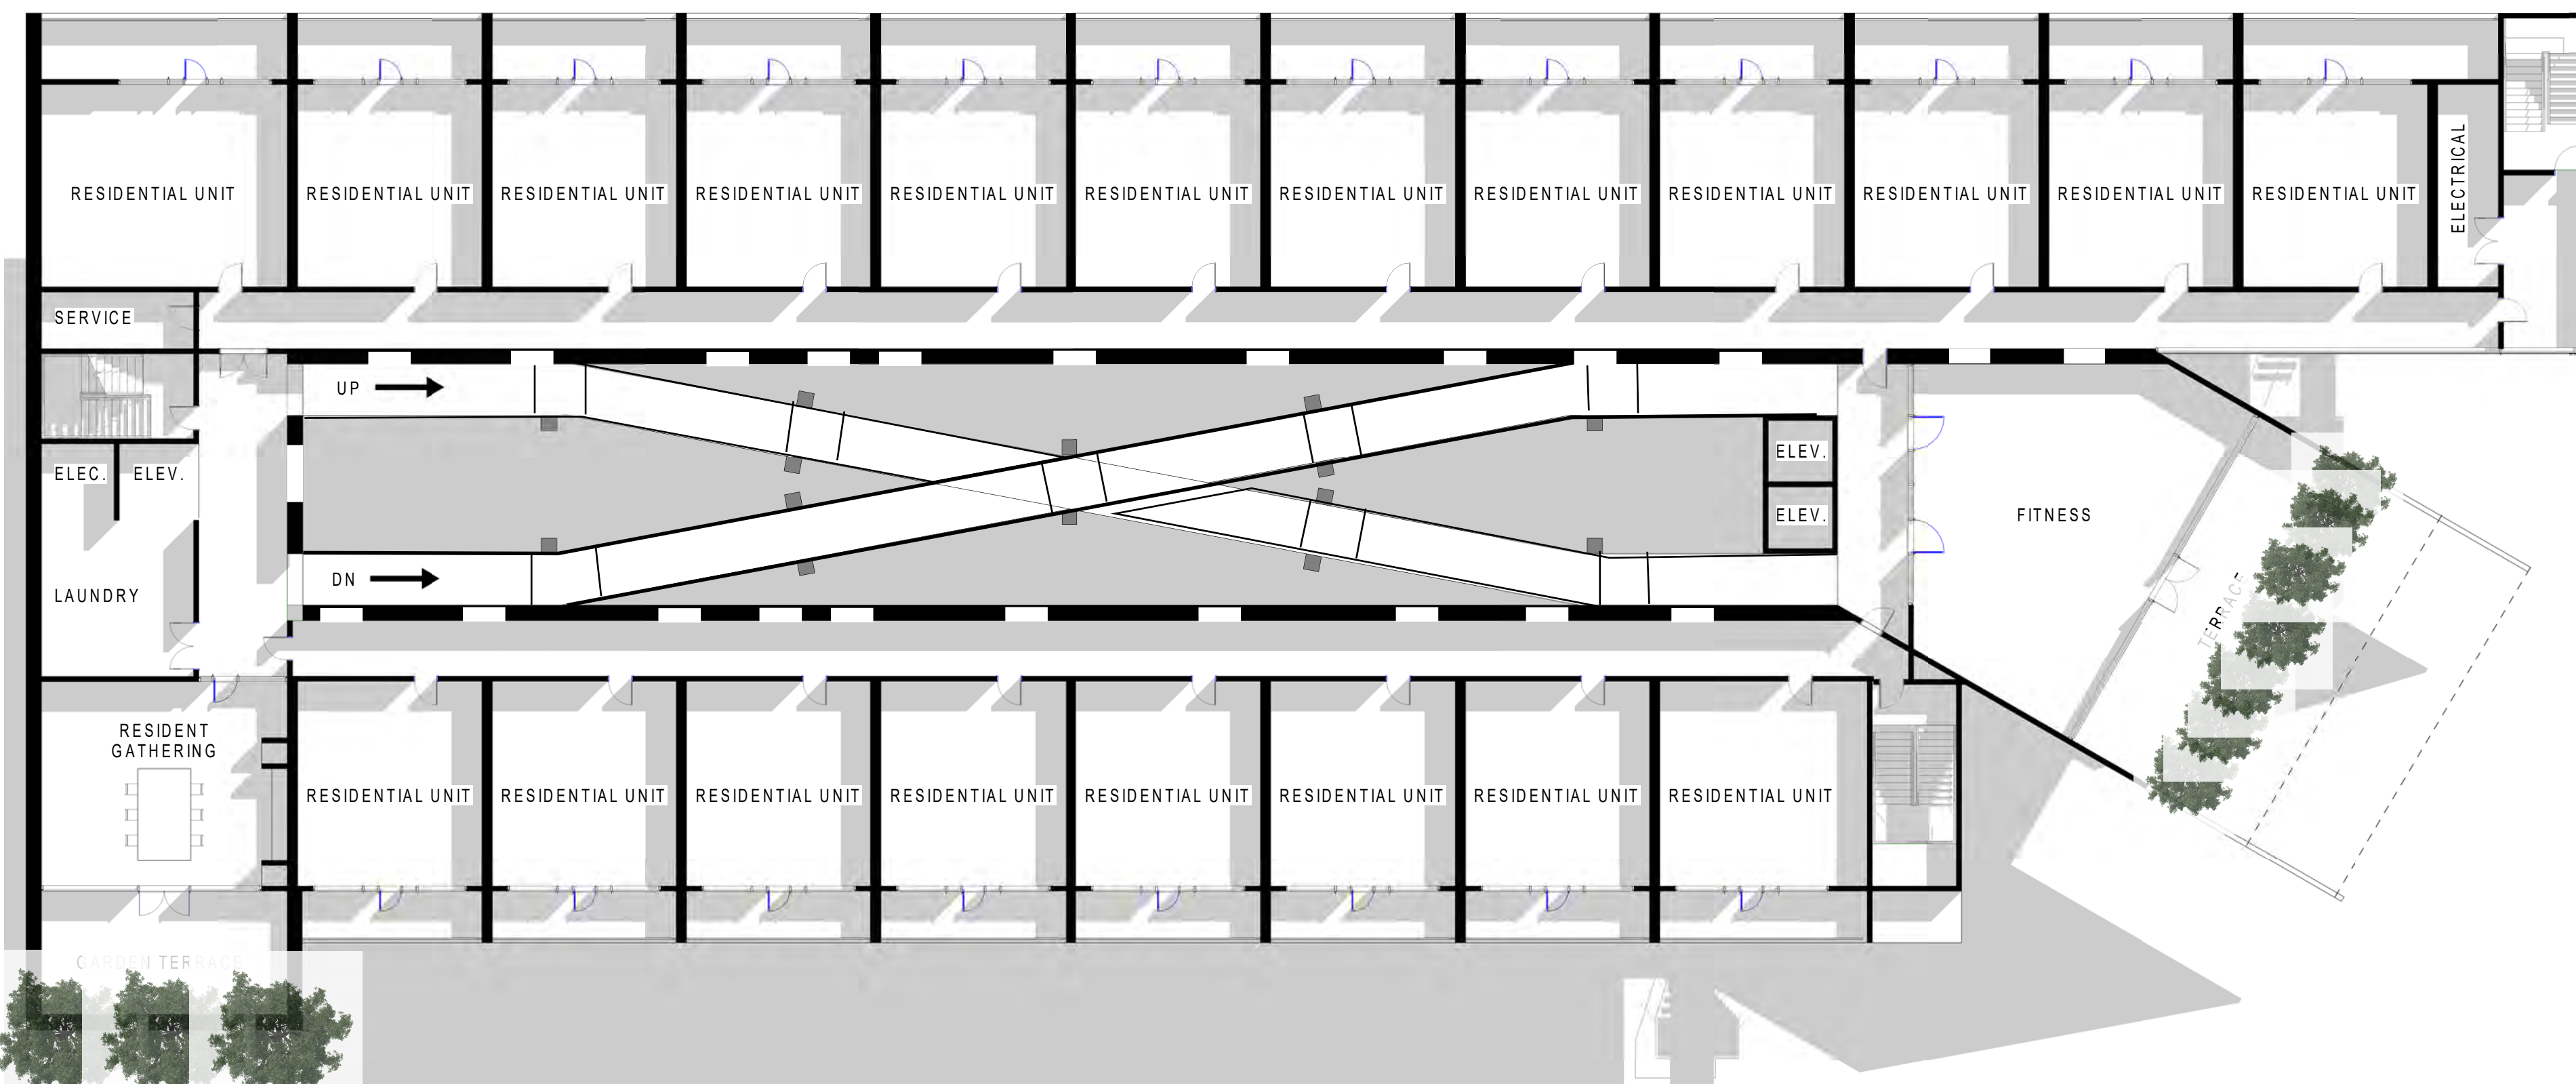 RESIDENTIAL UNIT
RESIDENTIAL UNIT
RESIDENTIAL UNIT
RESIDENTIAL UNIT
RESIDENTIAL UNIT
RESIDENTIAL UNIT
RESIDENTIAL UNIT
RESIDENTIAL UNIT
RESIDENTIAL UNIT
RESIDENTIAL UNIT
RESIDENTIAL UNIT
RESIDENTIAL UNIT
ELECTRICAL
SERVICE
UP
ELEC.
ELEV.
ELEV.
ELEV.
FITNESS
DN
LAUNDRY
TERRACE
RESIDENT
GATHERING
RESIDENTIAL UNIT
RESIDENTIAL UNIT
RESIDENTIAL UNIT
RESIDENTIAL UNIT
RESIDENTIAL UNIT
RESIDENTIAL UNIT
RESIDENTIAL UNIT
RESIDENTIAL UNIT
GARDEN TERRACE